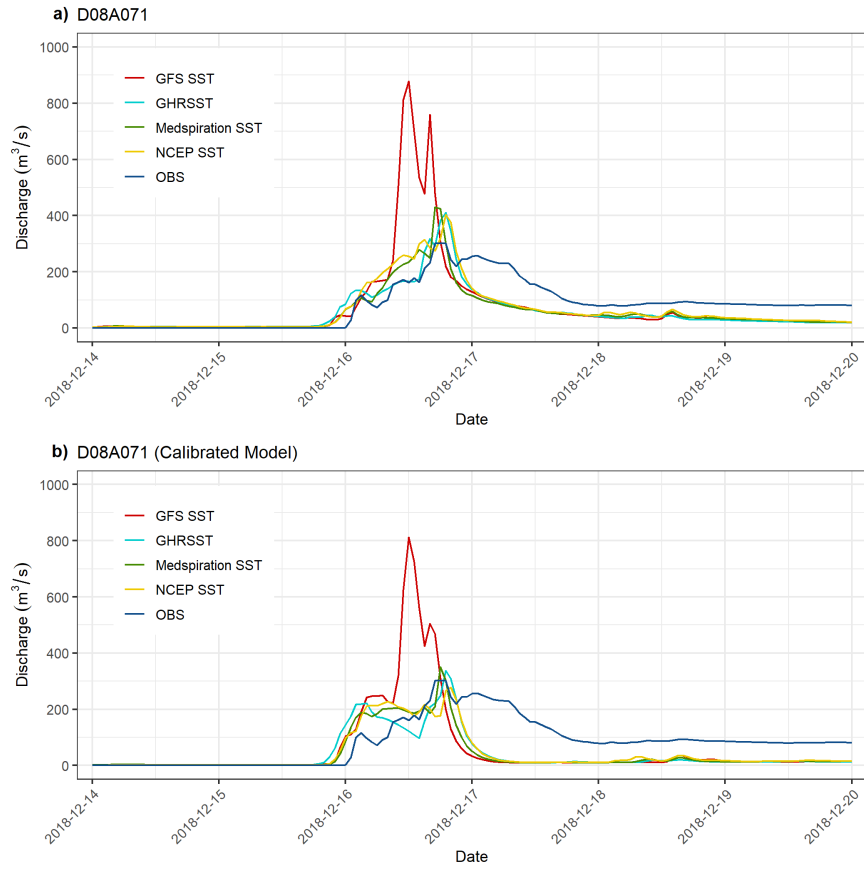 a) D08A071
1000
800
600
400
200
0
Discharge (m³/s)
GFS SST
GHRSST
Medspiration SST
NCEP SST
OBS
2018-12-14
2018-12-15
2018-12-16
2018-12-17
2018-12-18
2018-12-19
2018-12-20
Date
b) D08A071 (Calibrated Model)
1000
800
600
400
200
0
Discharge (m³/s)
GFS SST
GHRSST
Medspiration SST
NCEP SST
OBS
2018-12-14
2018-12-15
2018-12-16
2018-12-17
2018-12-18
2018-12-19
2018-12-20
Date